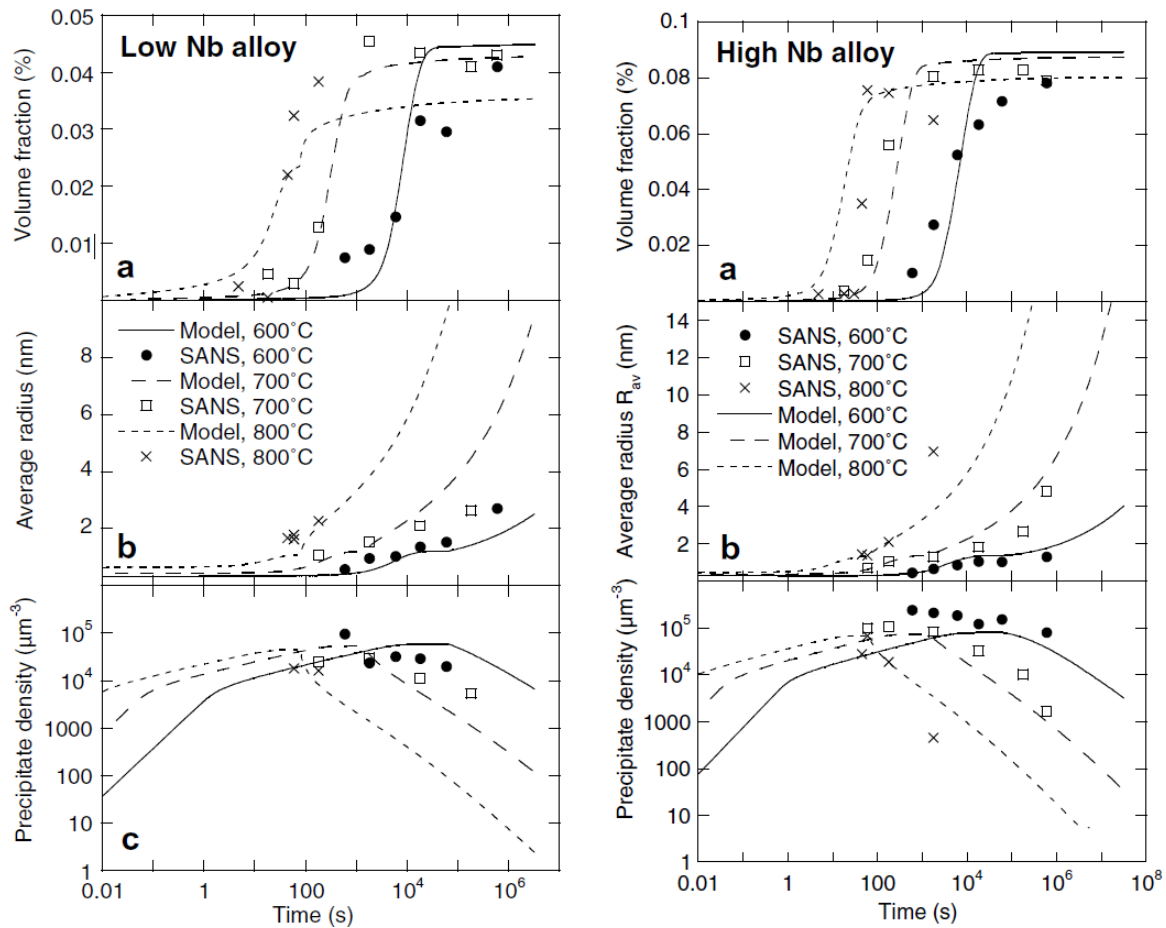 Low Nb alloy
Volume fraction (%)
0.05
0.04
0.03
0.02
0.01
a
Average radius (nm)
8
6
4
2
Model, 600˚C
SANS, 600˚C
Model, 700˚C
SANS, 700˚C
Model, 800˚C
SANS, 800˚C
b
Precipitate density (µm-3)
10^5
10^4
1000
100
10
1
c
0.01 1 100 10^4 10^6
Time (s)
High Nb alloy
Volume fraction (%)
0.1
0.08
0.06
0.04
0.02
0
a
Average radius Rav (nm)
14
12
10
8
6
4
2
SANS, 600˚C
SANS, 700˚C
SANS, 800˚C
Model, 600˚C
Model, 700˚C
Model, 800˚C
b
Precipitate density (µm-3)
10^5
10^4
1000
100
10
1
0.01 1 100 10^4 10^6 10^8
Time (s)